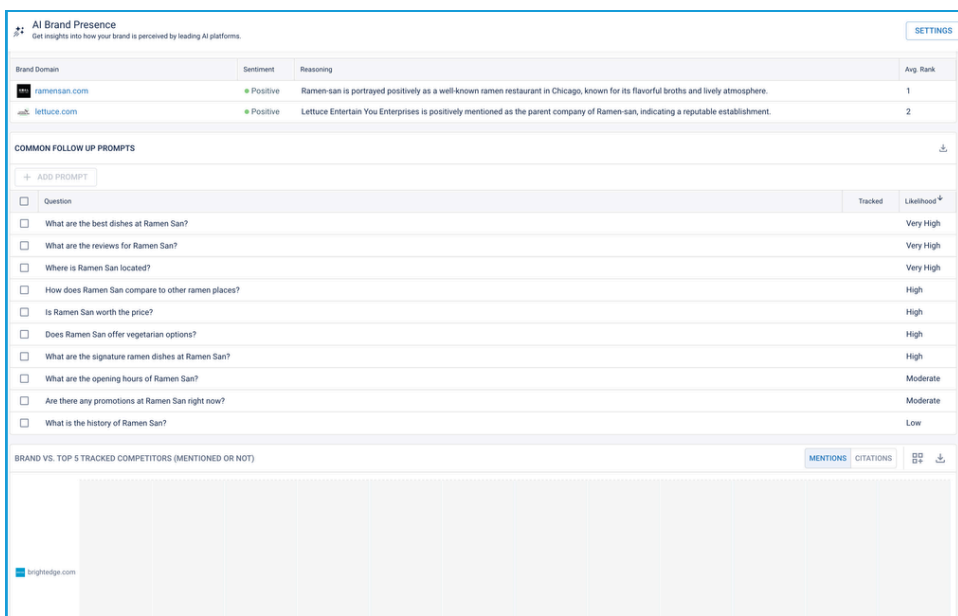 AI Brand Presence
Get insights into how your brand is perceived by leading AI platforms.
SETTINGS
Brand Domain Sentiment Reasoning Avg. Rank
ramensan.com Positive Ramen-san is portrayed positively as a well-known ramen restaurant in Chicago, known for its flavorful broths and lively atmosphere. 1
lettuce.com Positive Lettuce Entertain You Enterprises is positively mentioned as the parent company of Ramen-san, indicating a reputable establishment. 2
COMMON FOLLOW UP PROMPTS
+ ADD PROMPT
Question Tracked Likelihood
What are the best dishes at Ramen San? Very High
What are the reviews for Ramen San? Very High
Where is Ramen San located? Very High
How does Ramen San compare to other ramen places? High
Is Ramen San worth the price? High
Does Ramen San offer vegetarian options? High
What are the signature ramen dishes at Ramen San? High
What are the opening hours of Ramen San? Moderate
Are there any promotions at Ramen San right now? Moderate
What is the history of Ramen San? Low
BRAND VS. TOP 5 TRACKED COMPETITORS (MENTIONED OR NOT) MENTIONS CITATIONS
brightedge.com